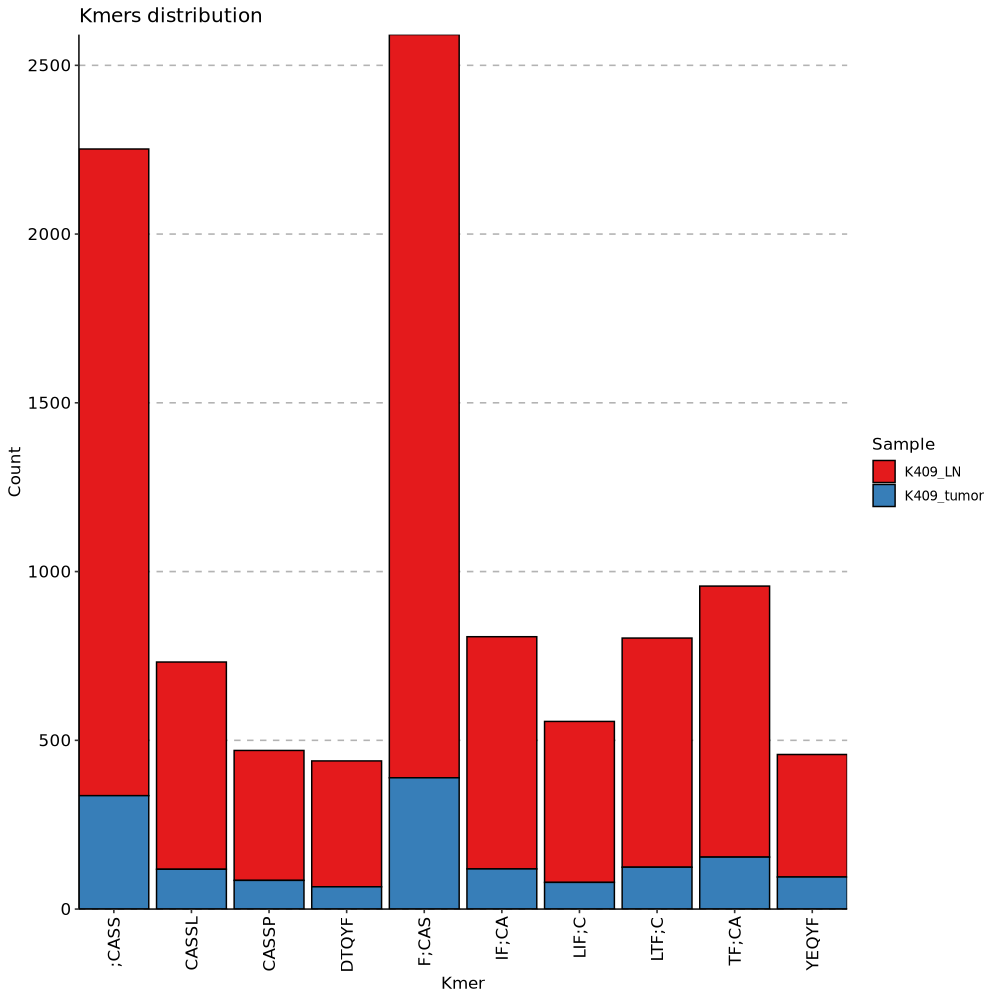 Kmers distribution
2500
2000
1500
1000
500
0
Count
;CASS
CASSL
CASSP
DTQYF
F;CAS
IF;CA
LIF;C
LTF;C
TF;CA
YEQYF
Kmer
Sample
K409_LN
K409_tumor